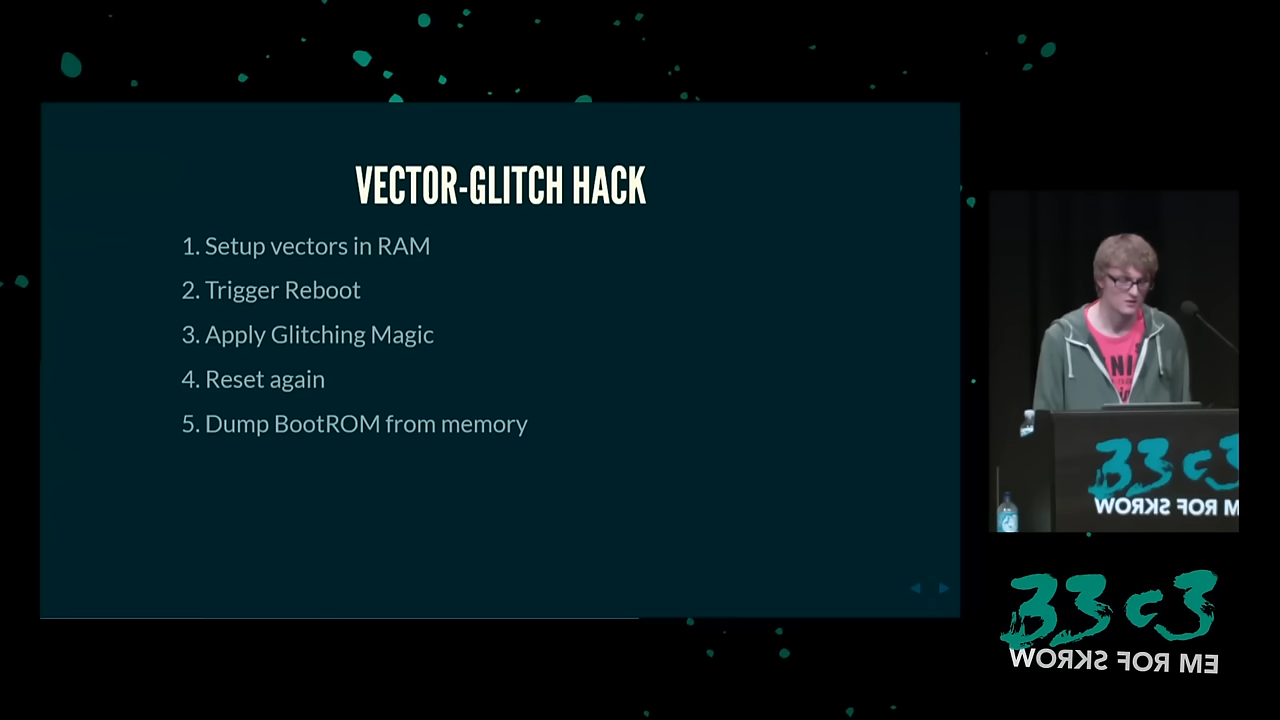 VECTOR-GLITCH HACK
1. Setup vectors in RAM
2. Trigger Reboot
3. Apply Glitching Magic
4. Reset again
5. Dump BootROM from memory
33c3
WORKS FOR M
33c3
WORKS FOR ME